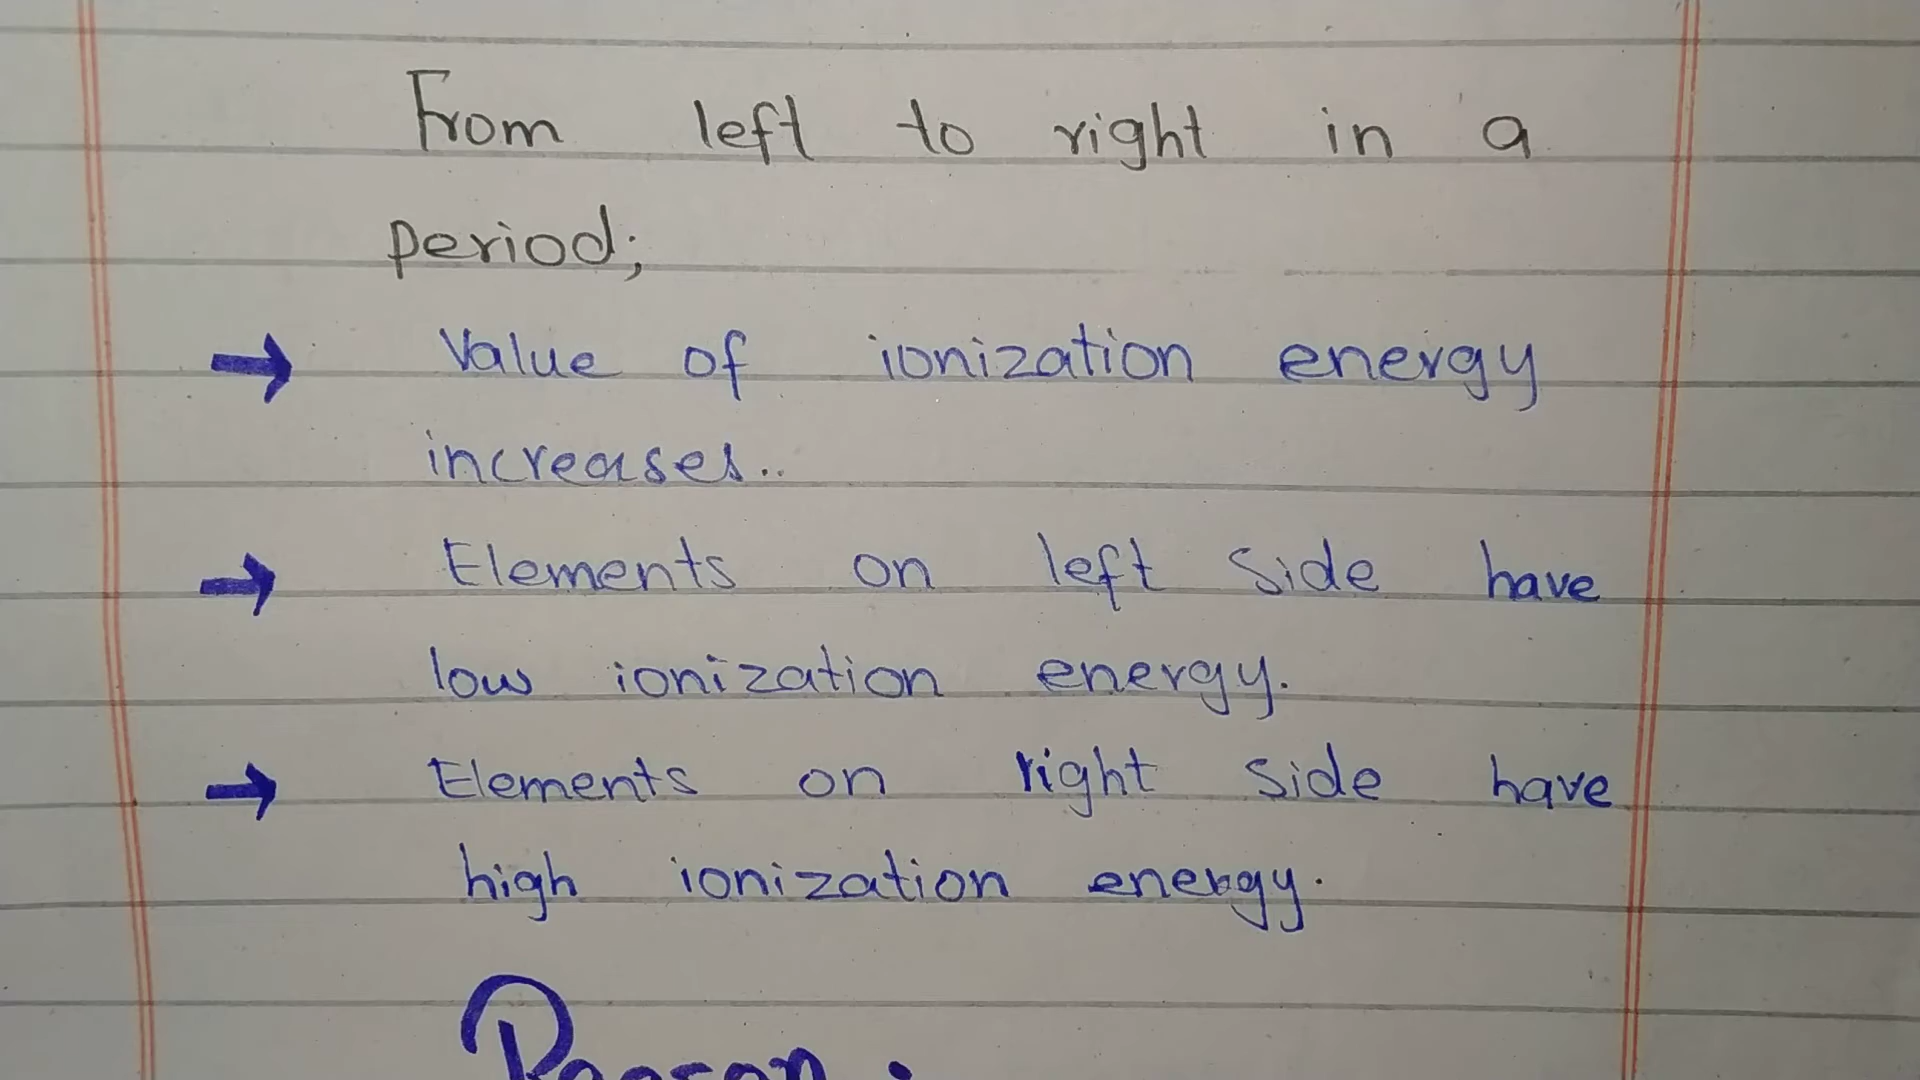 From left to right in a
period;
→ Value of ionization energy
increases..
→ Elements on left side have
low ionization energy.
→ Elements on right side have
high ionization energy.
Reason: